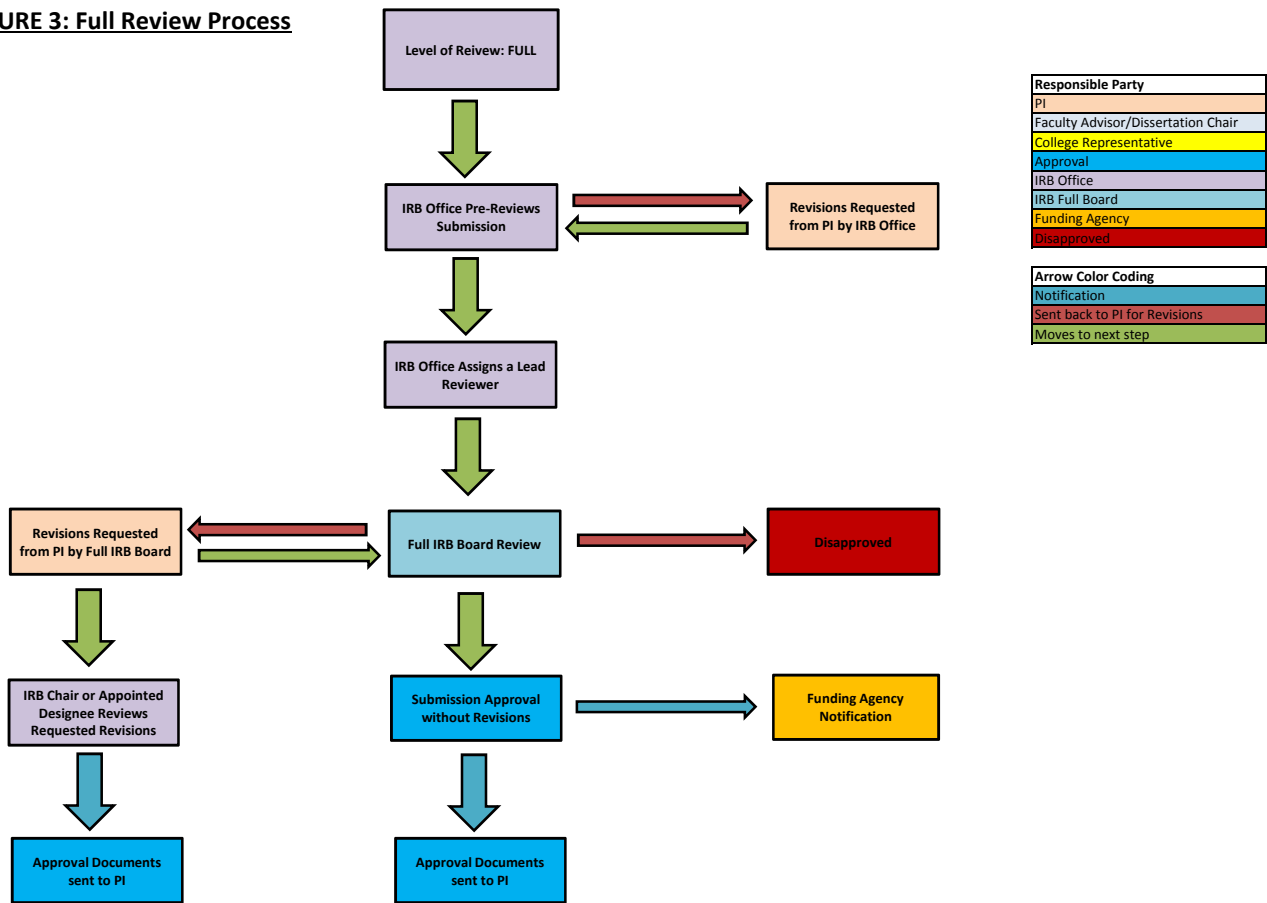 URE 3: Full Review Process
Level of Reivew: FULL
Responsible Party
PI
Faculty Advisor/Dissertation Chair
College Representative
Approval
IRB Office
IRB Full Board
Funding Agency
Disapproved
Arrow Color Coding
Notification
Sent back to PI for Revisions
Moves to next step
IRB Office Pre-Reviews
Submission
Revisions Requested
from PI by IRB Office
IRB Office Assigns a Lead
Reviewer
Revisions Requested
from PI by Full IRB Board
Full IRB Board Review
Disapproved
IRB Chair or Appointed
Designee Reviews
Requested Revisions
Submission Approval
without Revisions
Funding Agency
Notification
Approval Documents
sent to PI
Approval Documents
sent to PI